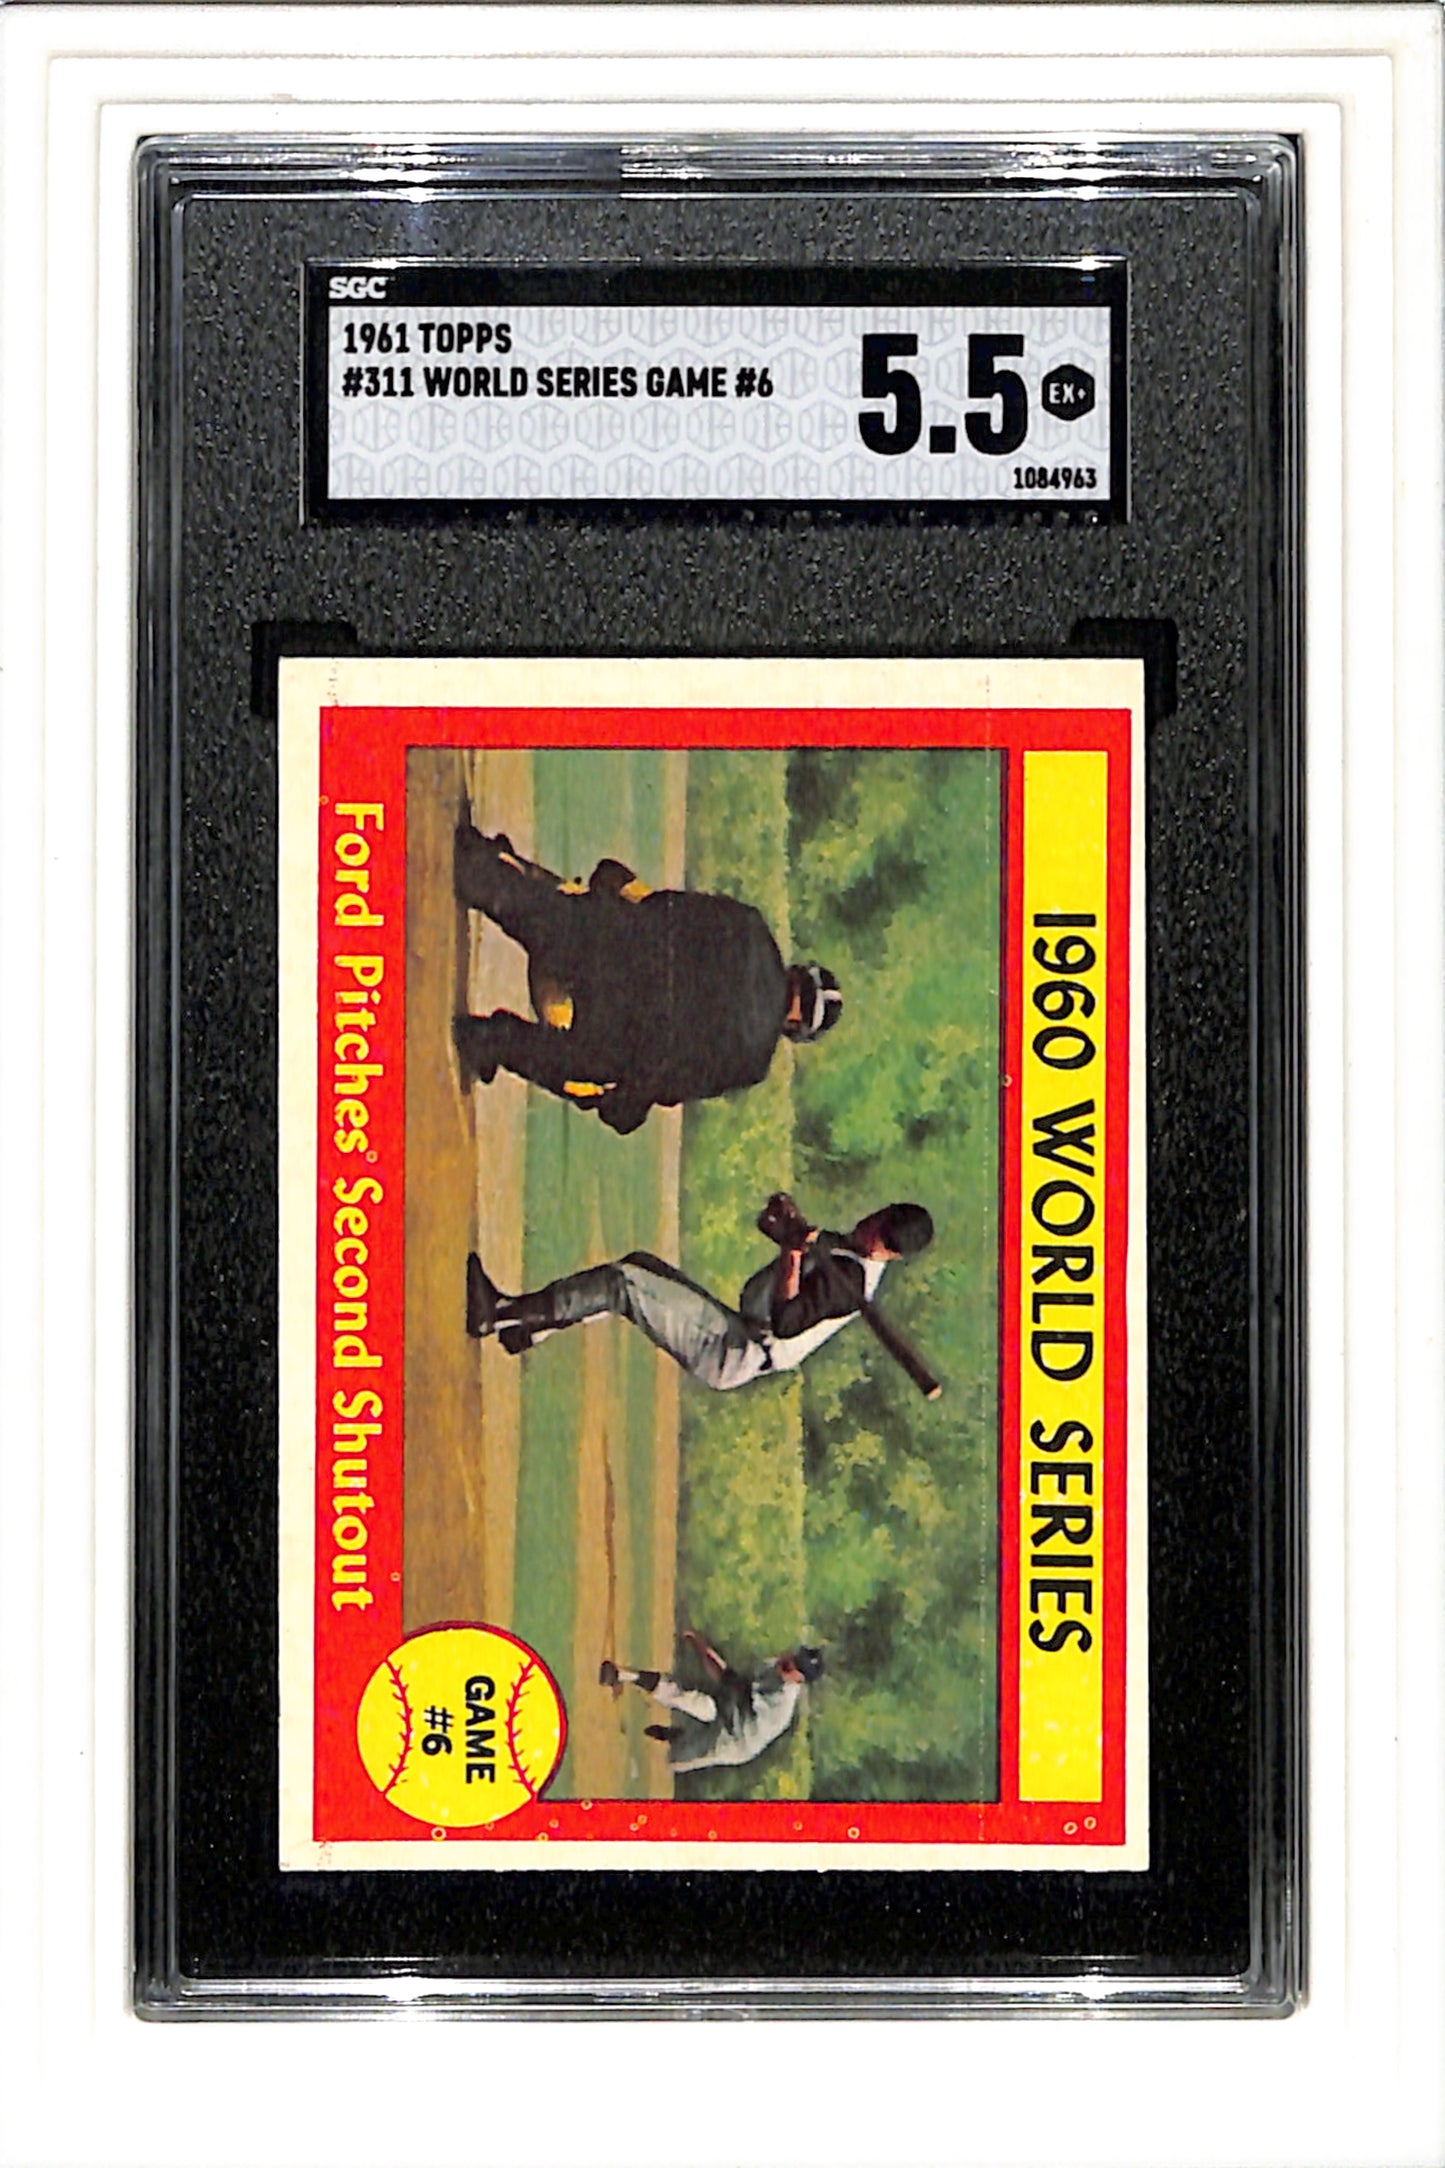 SGC
1961 TOPPS
#311 WORLD SERIES GAME #6
5.5 EX+
1084963
1960 WORLD SERIES
Ford Pitches Second Shutout
GAME
#6